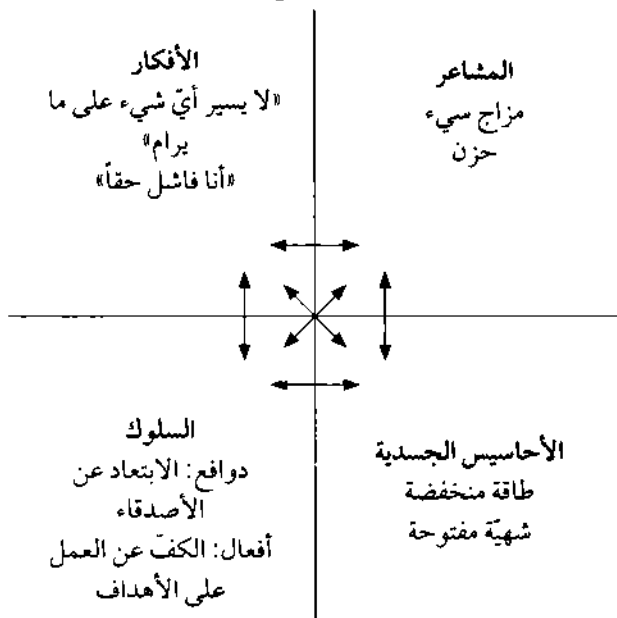 المشاعر
مزاج سيء
حزن
الأفكار
«لا يسير أيّ شيء على ما
يرام»
«أنا فاشل حقاً»
الأحاسيس الجسدية
طاقة منخفضة
شهيّة مفتوحة
السلوك
دوافع: الابتعاد عن
الأصدقاء
أفعال: الكفّ عن العمل
على الأهداف